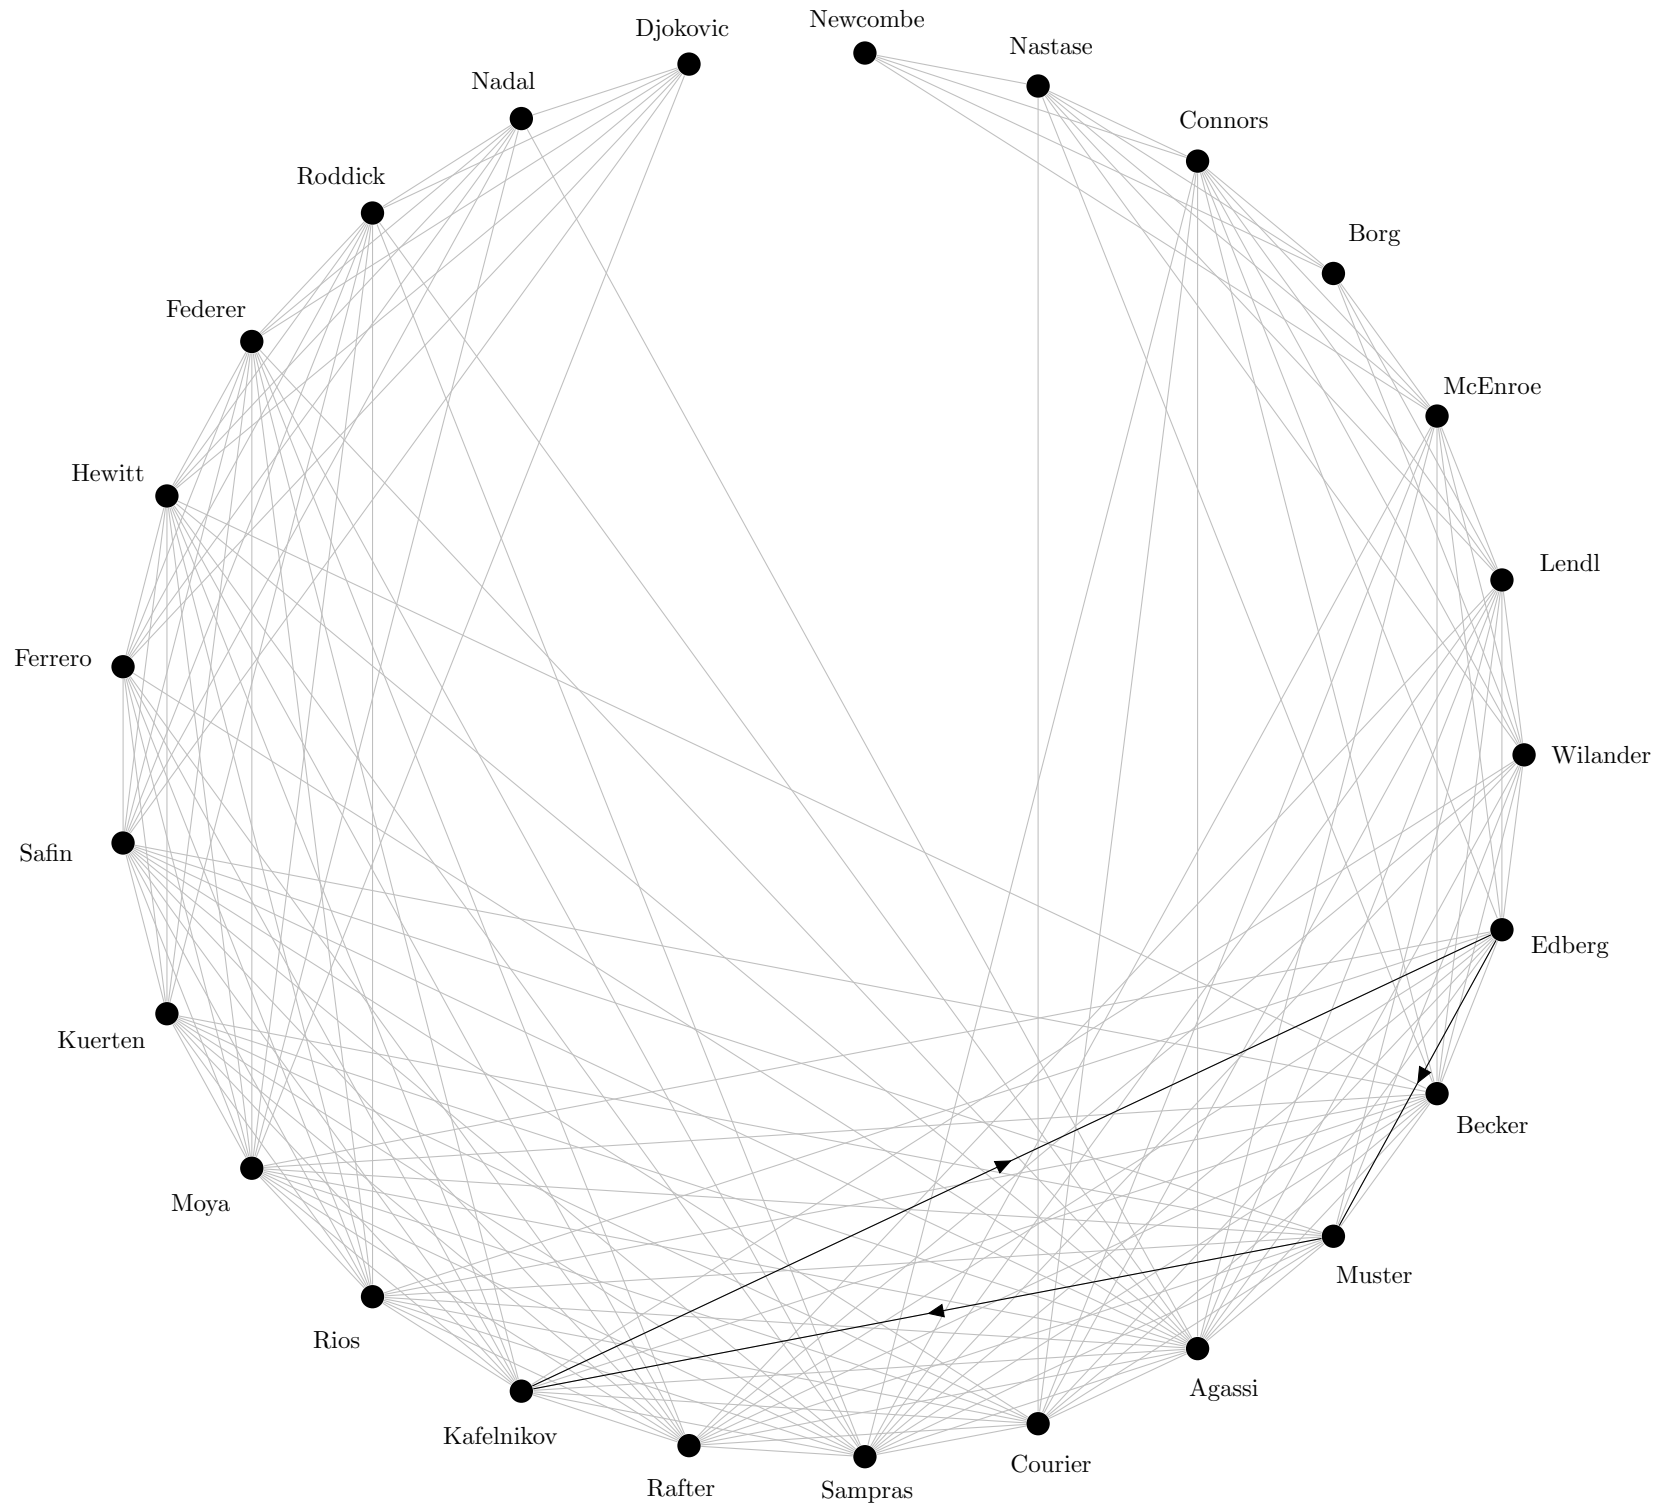 Newcombe
Djokovic
Nastase
Nadal
Connors
Roddick
Borg
Federer
McEnroe
Hewitt
Lendl
Ferrero
Wilander
Safin
Edberg
Kuerten
Becker
Moya
Muster
Rios
Agassi
Kafelnikov
Courier
Rafter
Sampras